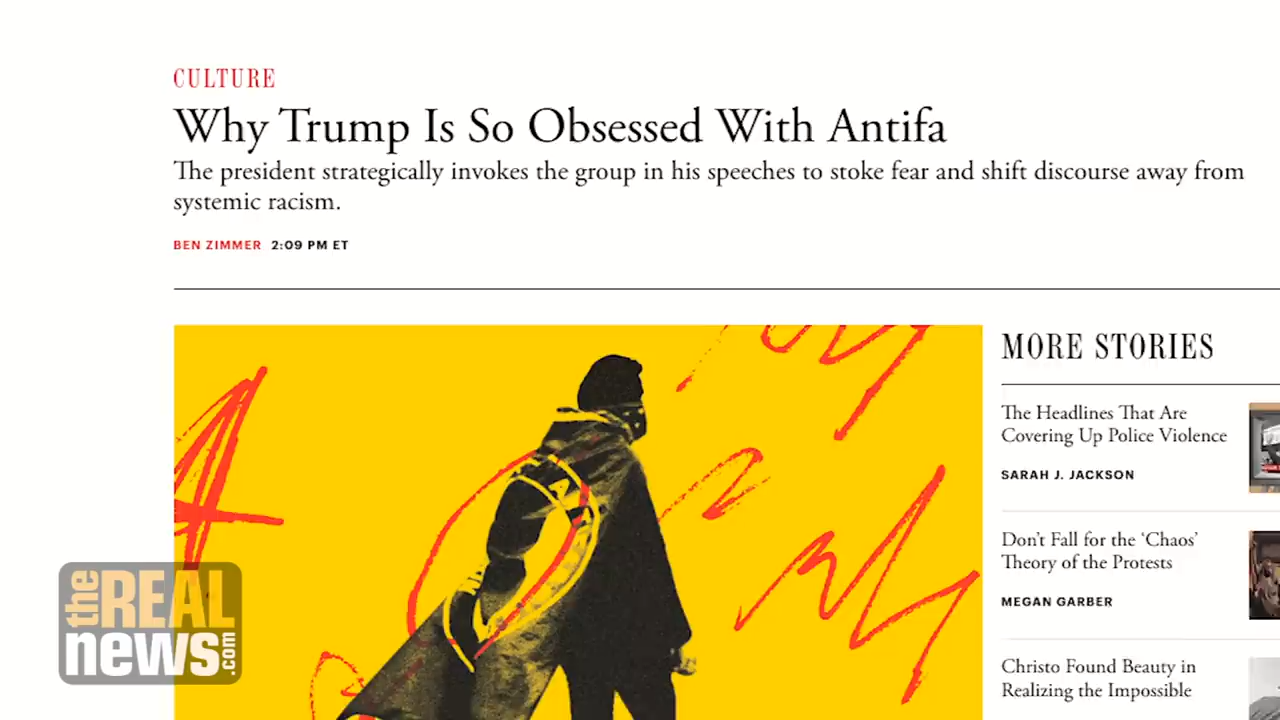 CULTURE
Why Trump Is So Obsessed With Antifa
The president strategically invokes the group in his speeches to stoke fear and shift discourse away from
systemic racism.
BEN ZIMMER 2:09 PM ET
MORE STORIES
The Headlines That Are
Covering Up Police Violence
SARAH J. JACKSON
Don't Fall for the ‘Chaos’
Theory of the Protests
MEGAN GARBER
Christo Found Beauty in
Realizing the Impossible
the REAL
news.com